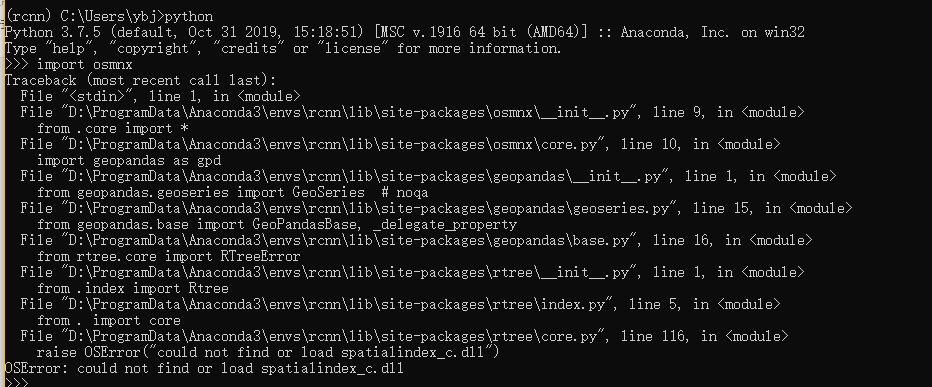 (rcnn) C:\Users\ybj>python
Python 3.7.5 (default, Oct 31 2019, 15:18:51) [MSC v.1916 64 bit (AMD64)] :: Anaconda, Inc. on win32
Type "help", "copyright", "credits" or "license" for more information.
>>> import osmnx
Traceback (most recent call last):
  File "<stdin>", line 1, in <module>
  File "D:\ProgramData\Anaconda3\envs\rcnn\lib\site-packages\osmnx\__init__.py", line 9, in <module>
    from .core import *
  File "D:\ProgramData\Anaconda3\envs\rcnn\lib\site-packages\osmnx\core.py", line 10, in <module>
    import geopandas as gpd
  File "D:\ProgramData\Anaconda3\envs\rcnn\lib\site-packages\geopandas\__init__.py", line 1, in <module>
    from geopandas.geoseries import GeoSeries  # noqa
  File "D:\ProgramData\Anaconda3\envs\rcnn\lib\site-packages\geopandas\geoseries.py", line 15, in <module>
    from geopandas.base import GeoPandasBase, _delegate_property
  File "D:\ProgramData\Anaconda3\envs\rcnn\lib\site-packages\geopandas\base.py", line 16, in <module>
    from rtree.core import RTreeError
  File "D:\ProgramData\Anaconda3\envs\rcnn\lib\site-packages\rtree\__init__.py", line 1, in <module>
    from .index import Rtree
  File "D:\ProgramData\Anaconda3\envs\rcnn\lib\site-packages\rtree\index.py", line 5, in <module>
    from . import core
  File "D:\ProgramData\Anaconda3\envs\rcnn\lib\site-packages\rtree\core.py", line 116, in <module>
    raise OSError("could not find or load spatialindex_c.dll")
OSError: could not find or load spatialindex_c.dll
>>>